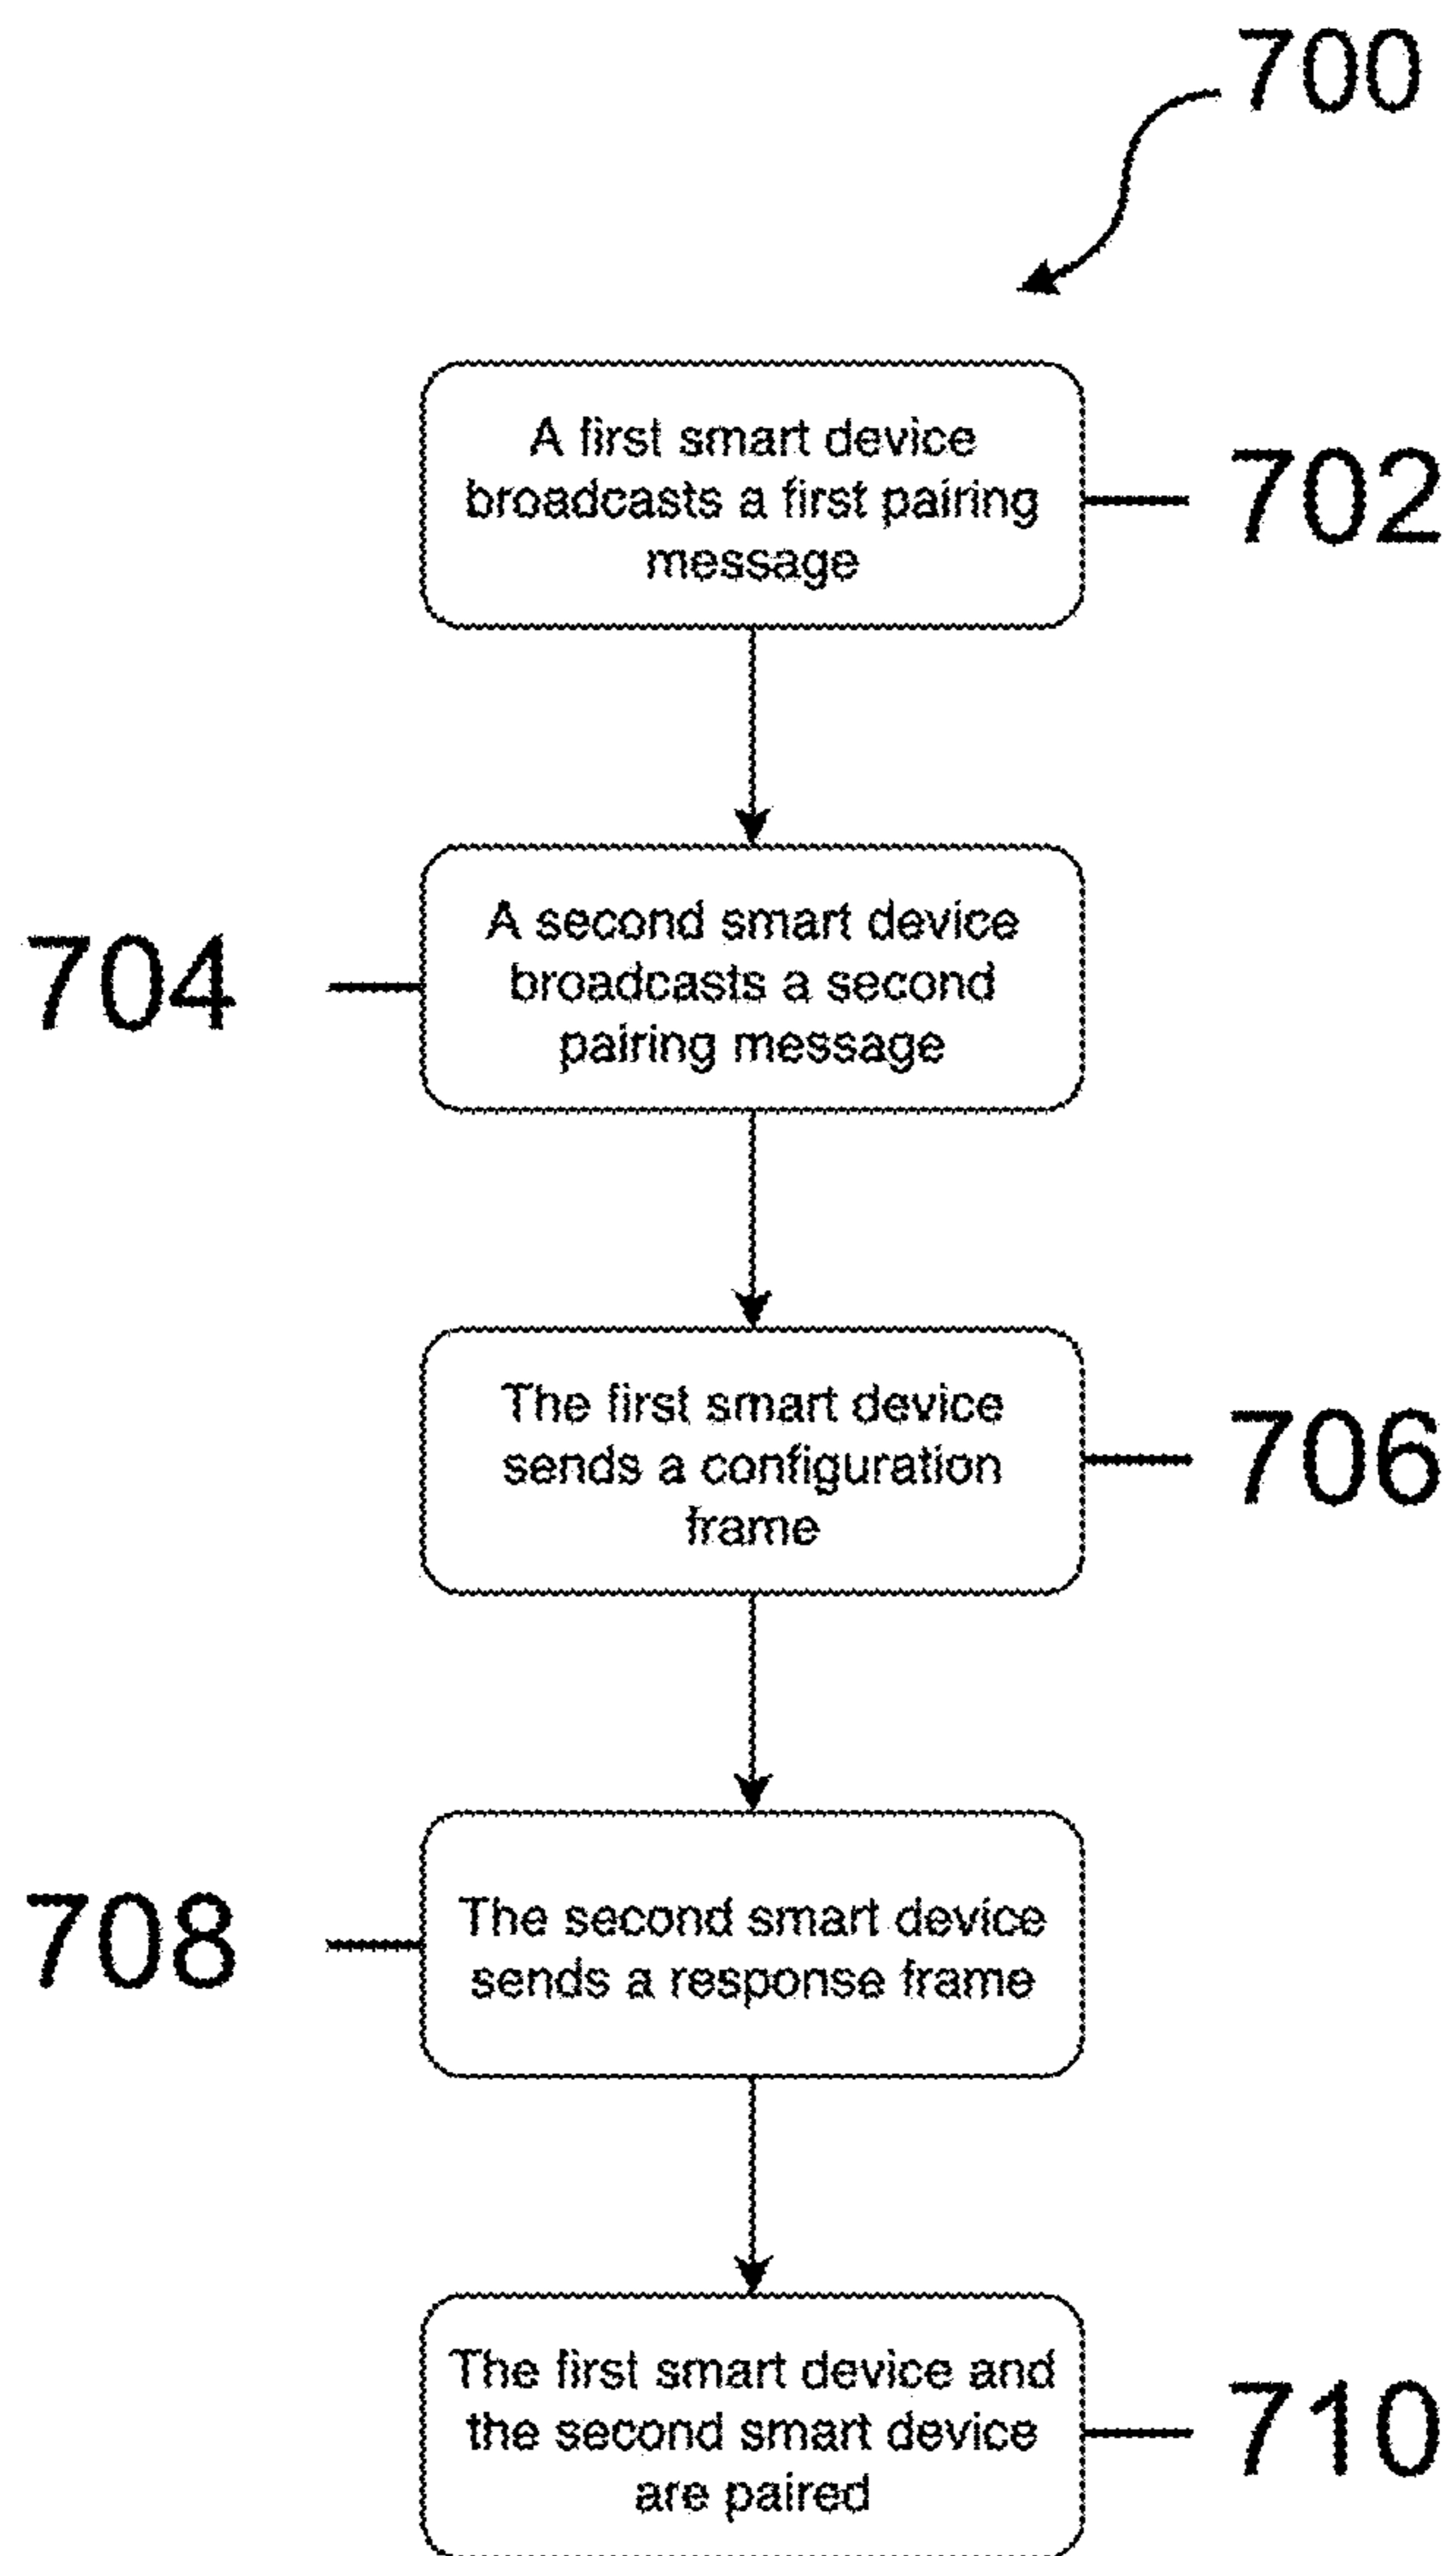 700
A first smart device
broadcasts a first pairing
message
702
704
A second smart device
broadcasts a second
pairing message
The first smart device
sends a configuration
frame
706
708
The second smart device
sends a response frame
The first smart device and
the second smart device
are paired
710